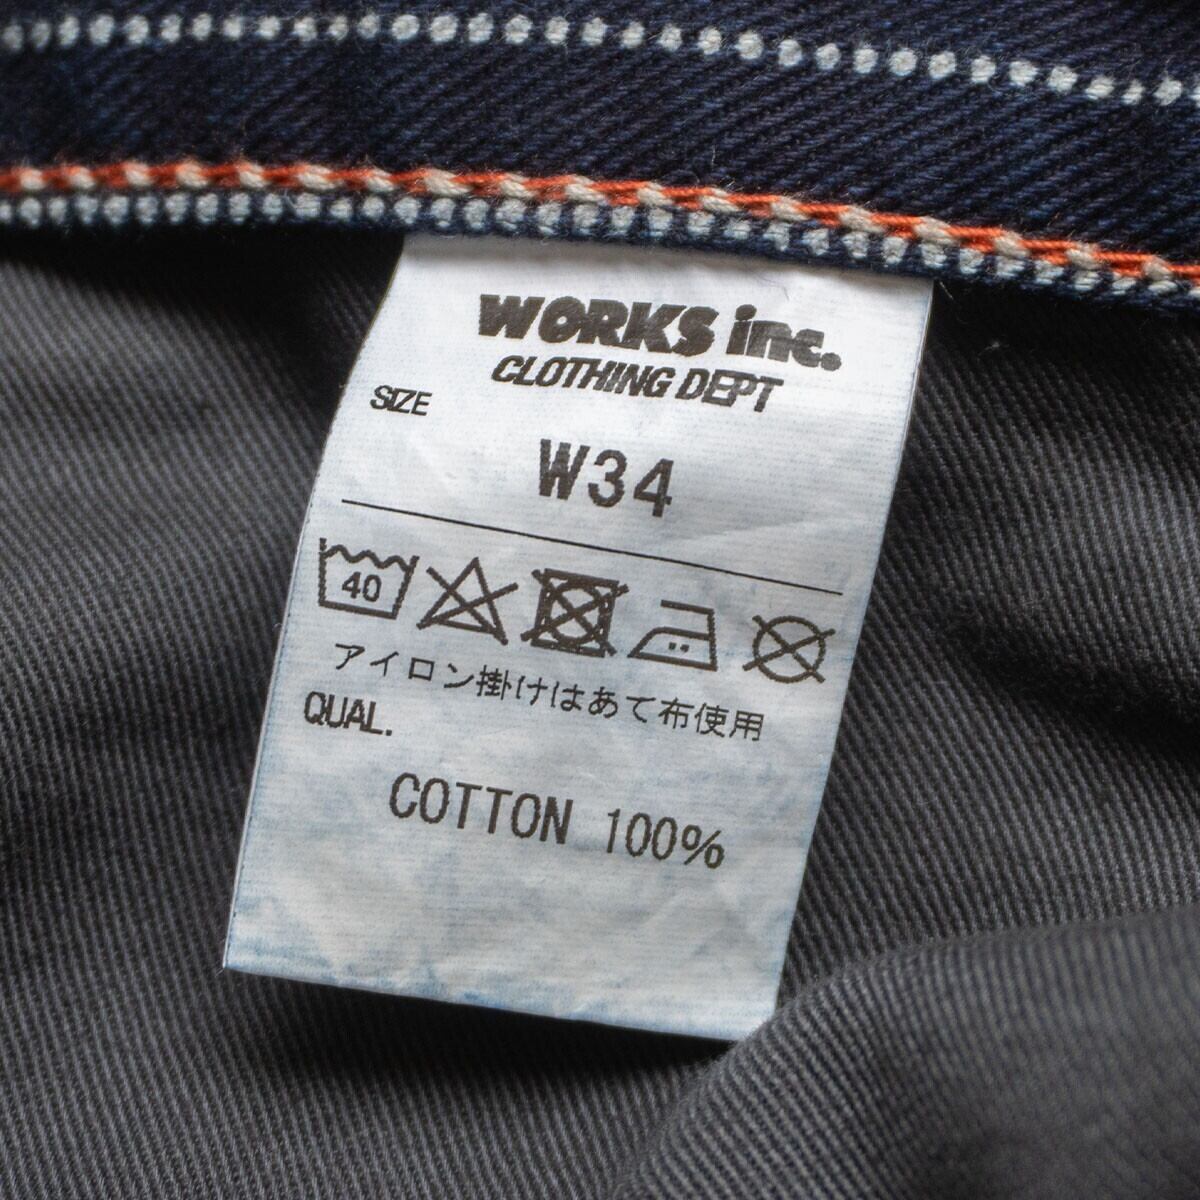 WORKS inc.
CLOTHING DEPT
SIZE
W34
40
アイロン掛けはあて布使用
QUAL.
COTTON 100%